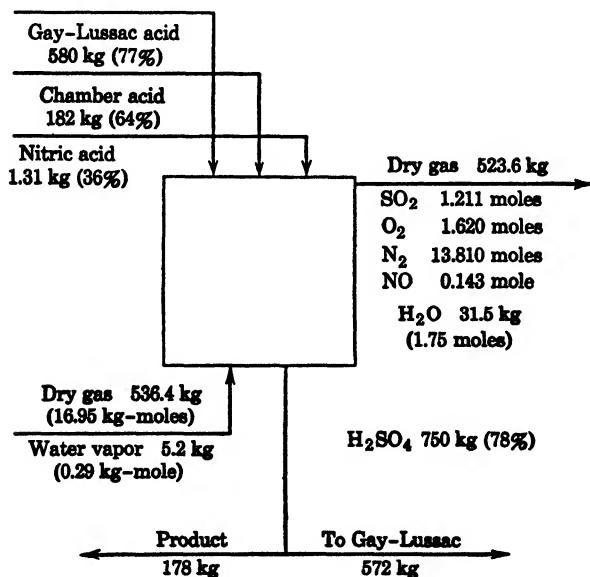 Gay-Lussac acid
580 kg (77%)
Chamber acid
182 kg (64%)
Nitric acid
1.31 kg (36%)
Dry gas 523.6 kg
SO₂ 1.211 moles
O₂ 1.620 moles
N₂ 13.810 moles
NO 0.143 mole
H₂O 31.5 kg
(1.75 moles)
Dry gas 536.4 kg
(16.95 kg-moles)
Water vapor 5.2 kg
(0.29 kg-mole)
H₂SO₄ 750 kg (78%)
Product
178 kg
To Gay-Lussac
572 kg